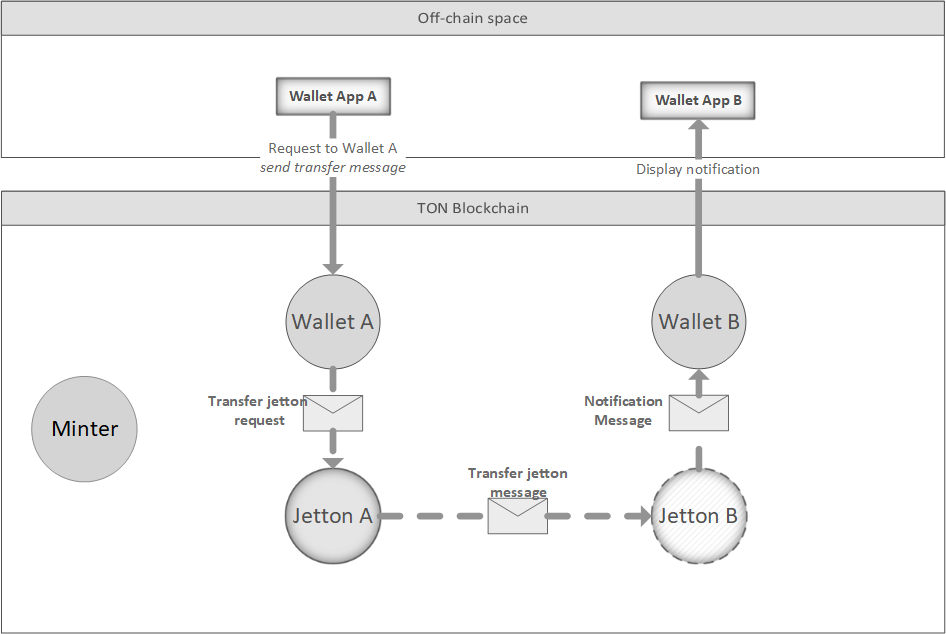 Off-chain space
Wallet App A
Wallet App B
Request to Wallet A
send transfer message
Display notification
TON Blockchain
Wallet A
Wallet B
Transfer jetton
request
Notification
Message
Minter
Transfer jetton
message
Jetton A
Jetton B